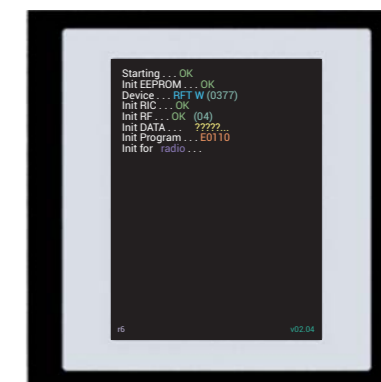 Starting . . . OK
Init EEPROM . . . OK
Device . . . RFT W (0377)
Init RIC . . . OK
Init RF . . . OK (04)
Init DATA . . . ?????...
Init Program . . . E0110
Init for radio . . .
r6 v02.04